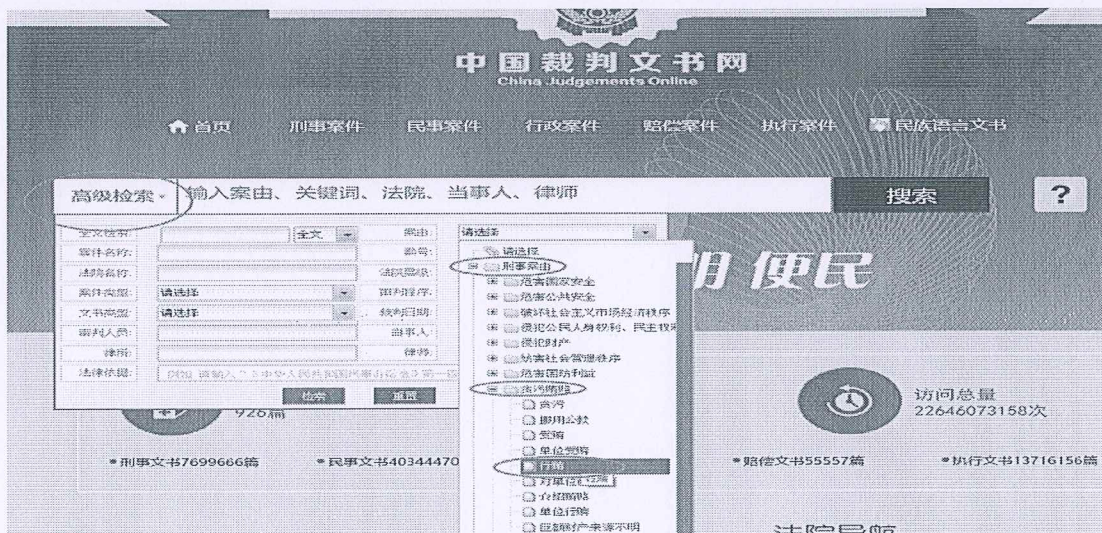 中国裁判文书网
China Judgements Online
首页 刑事案件 民事案件 行政案件 赔偿案件 执行案件 民族语言文书
高级检索 输入案由、关键词、法院、当事人、律师 搜索 ?
全文检索: 全文 案由: 请选择
案件名称: 案号: 请选择
法院名称: 法院层级: 刑事案由
案件类型: 请选择 审判程序: 危害国家安全
文书类型: 请选择 裁判日期: 危害公共安全
审判人员: 当事人: 破坏社会主义市场经济秩序
律所: 律师: 侵犯公民人身权利、民主权利
法律依据: 侵犯财产
妨害社会管理秩序
危害国防利益
检索 重置 贪污贿赂
便民
贪污
挪用公款
受贿
单位受贿
行贿
对单位行贿
介绍贿赂
单位行贿
巨额财产来源不明
访问总量
22646073158次
926篇
*刑事文书7699666篇 *民事文书40344470 *赔偿文书55557篇 *执行文书13716156篇
法院导航